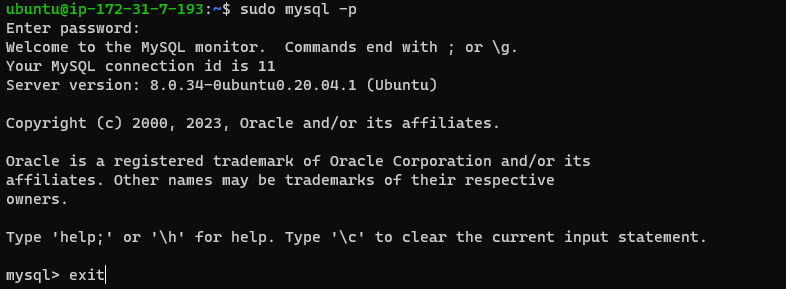 ubuntu@ip-172-31-7-193:~$ sudo mysql -p
Enter password:
Welcome to the MySQL monitor.  Commands end with ; or \g.
Your MySQL connection id is 11
Server version: 8.0.34-0ubuntu0.20.04.1 (Ubuntu)
Copyright (c) 2000, 2023, Oracle and/or its affiliates.
Oracle is a registered trademark of Oracle Corporation and/or its
affiliates. Other names may be trademarks of their respective
owners.
Type 'help;' or '\h' for help. Type '\c' to clear the current input statement.
mysql> exit